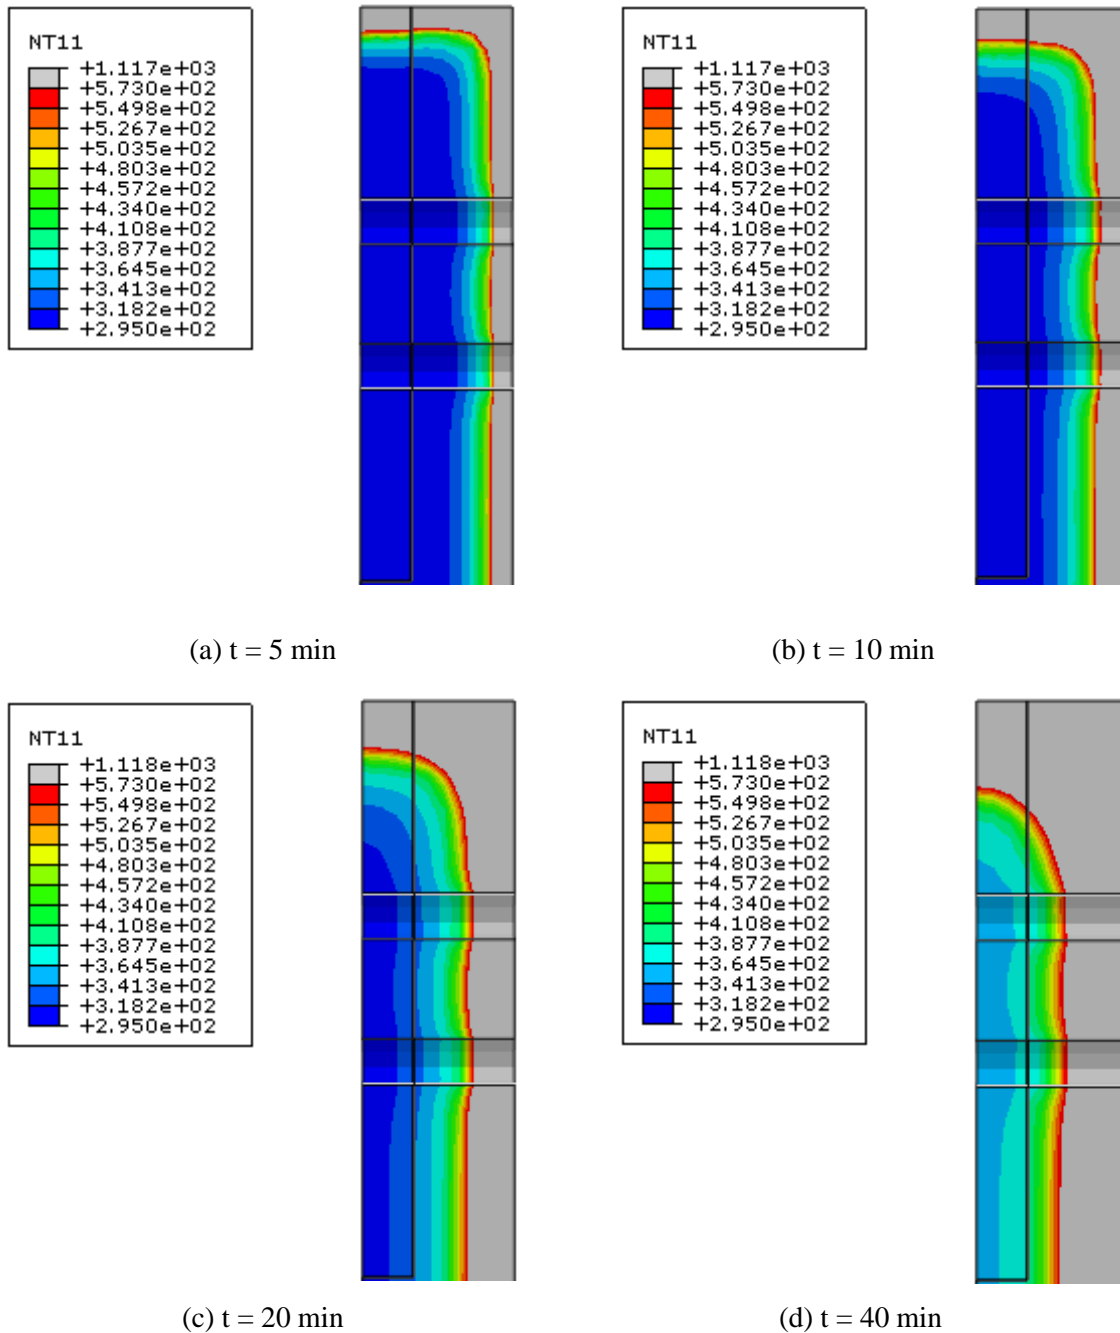 NT11
+1.117e+03
+5.730e+02
+5.498e+02
+5.267e+02
+5.035e+02
+4.803e+02
+4.572e+02
+4.340e+02
+4.108e+02
+3.877e+02
+3.645e+02
+3.413e+02
+3.182e+02
+2.950e+02
(a) t = 5 min
NT11
+1.117e+03
+5.730e+02
+5.498e+02
+5.267e+02
+5.035e+02
+4.803e+02
+4.572e+02
+4.340e+02
+4.108e+02
+3.877e+02
+3.645e+02
+3.413e+02
+3.182e+02
+2.950e+02
(b) t = 10 min
NT11
+1.118e+03
+5.730e+02
+5.498e+02
+5.267e+02
+5.035e+02
+4.803e+02
+4.572e+02
+4.340e+02
+4.108e+02
+3.877e+02
+3.645e+02
+3.413e+02
+3.182e+02
+2.950e+02
(c) t = 20 min
NT11
+1.118e+03
+5.730e+02
+5.498e+02
+5.267e+02
+5.035e+02
+4.803e+02
+4.572e+02
+4.340e+02
+4.108e+02
+3.877e+02
+3.645e+02
+3.413e+02
+3.182e+02
+2.950e+02
(d) t = 40 min